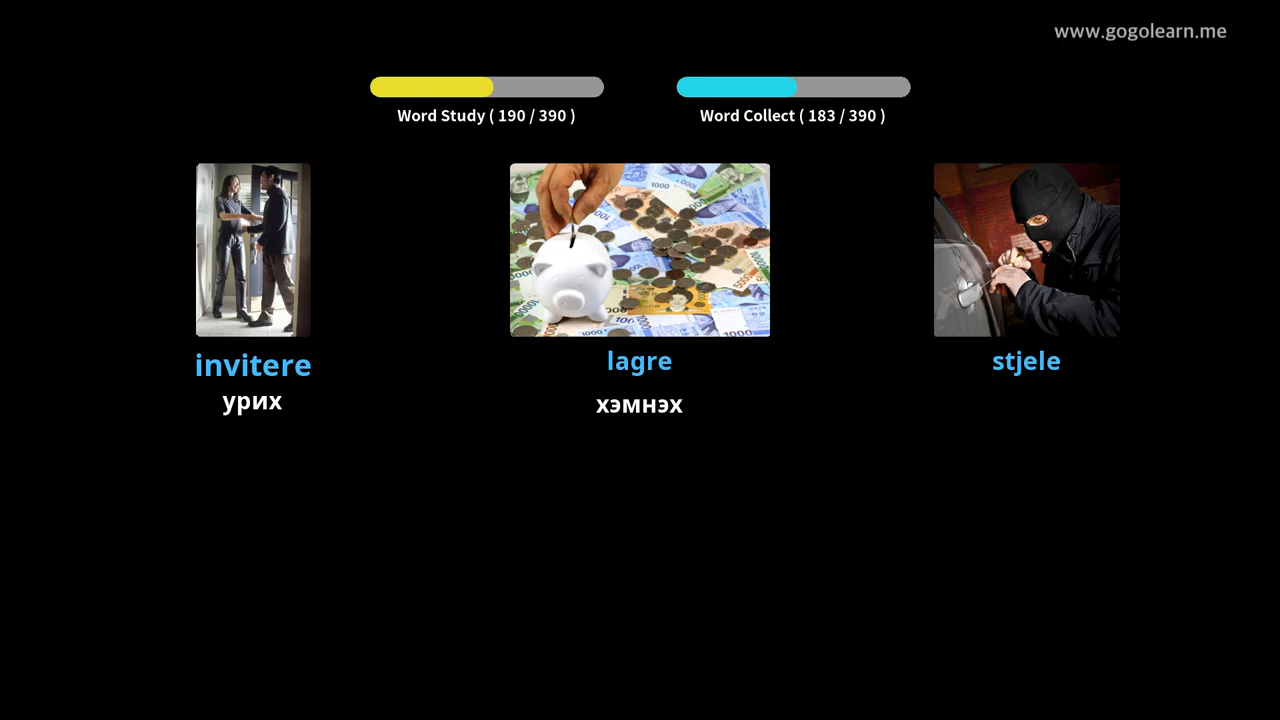 www.gogolearn.me
Word Study ( 190 / 390 )
Word Collect ( 183 / 390 )
invitere
урих
lagre
хэмнэх
stjele